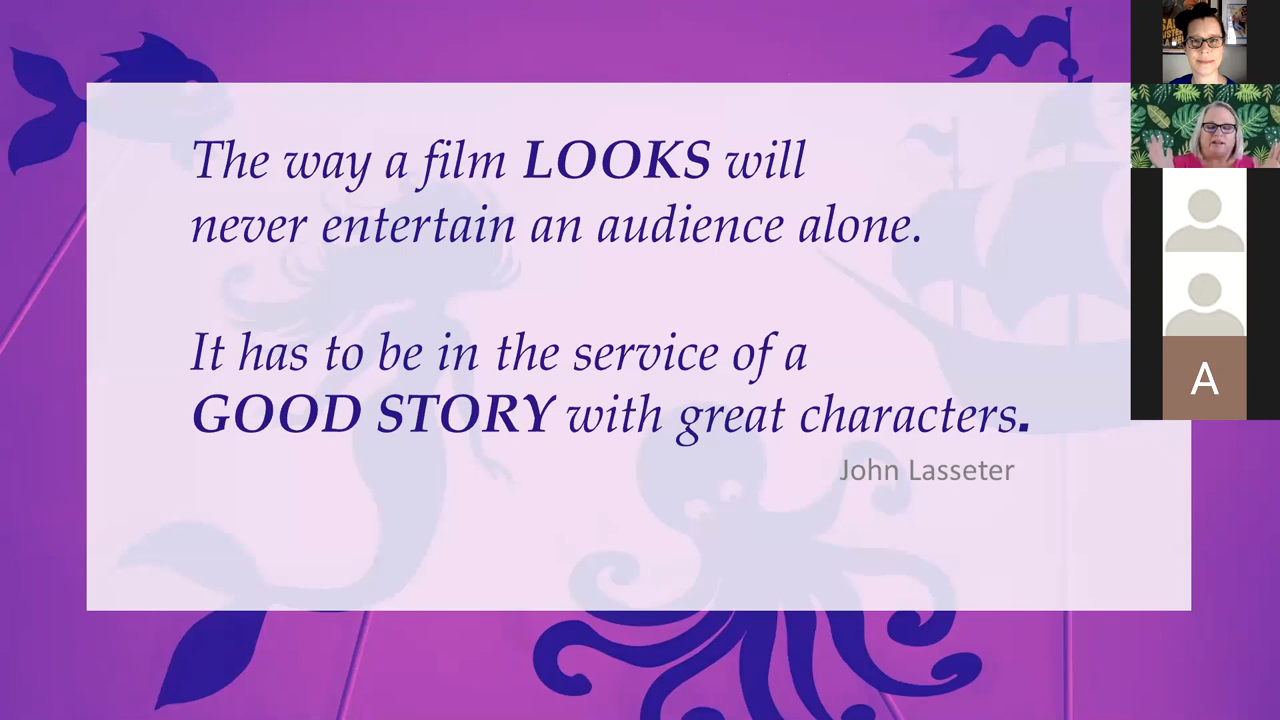 The way a film LOOKS will
never entertain an audience alone.
It has to be in the service of a
GOOD STORY with great characters.
John Lasseter
A